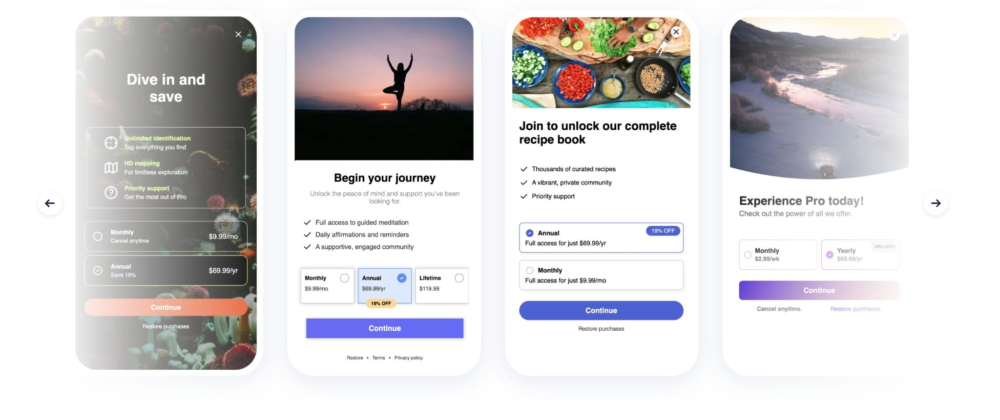 Dive in and
save
Unlimited identification
Tag everything you find
HD mapping
For limitless exploration
Priority support
Get the most out of Pro
Monthly
Cancel anytime
$9.99/mo
Annual
Save 19%
$69.99/yr
Continue
Restore purchases
Begin your journey
Unlock the peace of mind and support you've been
looking for.
Full access to guided meditation
Daily affirmations and reminders
A supportive, engaged community
Monthly
$9.99/mo
Annual
$69.99/yr
19% OFF
Lifetime
$119.99
Continue
Restore • Terms • Privacy policy
Join to unlock our complete
recipe book
Thousands of curated recipes
A vibrant, private community
Priority support
Annual
19% OFF
Full access for just $69.99/yr
Monthly
Full access for just $9.99/mo
Continue
Restore purchases
Experience Pro today!
Check out the power of all we offer.
Monthly
$2.99/wk
Yearly
$69.99/yr
19% OFF!
Continue
Cancel anytime.
Restore purchases.